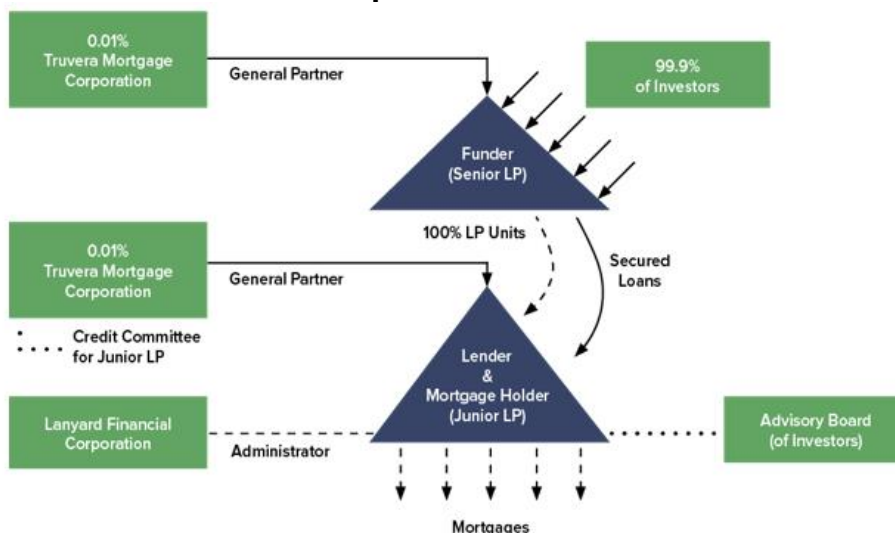 0.01%
Truvera Mortgage
Corporation
General Partner
99.9%
of Investors
Funder
(Senior LP)
100% LP Units
Secured
Loans
0.01%
Truvera Mortgage
Corporation
General Partner
Credit Committee
for Junior LP
Lender
&
Mortgage Holder
(Junior LP)
Lanyard Financial
Corporation
Administrator
Advisory Board
(of Investors)
Mortgages